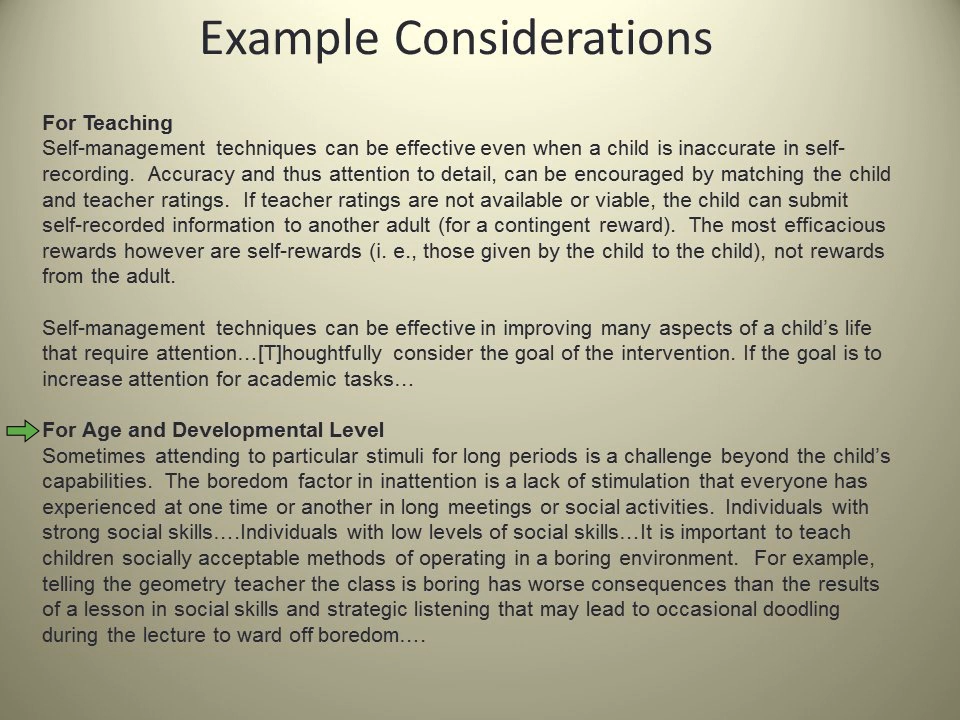 Example Considerations
For Teaching
Self-management techniques can be effective even when a child is inaccurate in self-
recording. Accuracy and thus attention to detail, can be encouraged by matching the child
and teacher ratings. If teacher ratings are not available or viable, the child can submit
self-recorded information to another adult (for a contingent reward). The most efficacious
rewards however are self-rewards (i. e., those given by the child to the child), not rewards
from the adult.
Self-management techniques can be effective in improving many aspects of a child’s life
that require attention…[T]houghtfully consider the goal of the intervention. If the goal is to
increase attention for academic tasks…
For Age and Developmental Level
Sometimes attending to particular stimuli for long periods is a challenge beyond the child’s
capabilities. The boredom factor in inattention is a lack of stimulation that everyone has
experienced at one time or another in long meetings or social activities. Individuals with
strong social skills….Individuals with low levels of social skills…It is important to teach
children socially acceptable methods of operating in a boring environment. For example,
telling the geometry teacher the class is boring has worse consequences than the results
of a lesson in social skills and strategic listening that may lead to occasional doodling
during the lecture to ward off boredom….